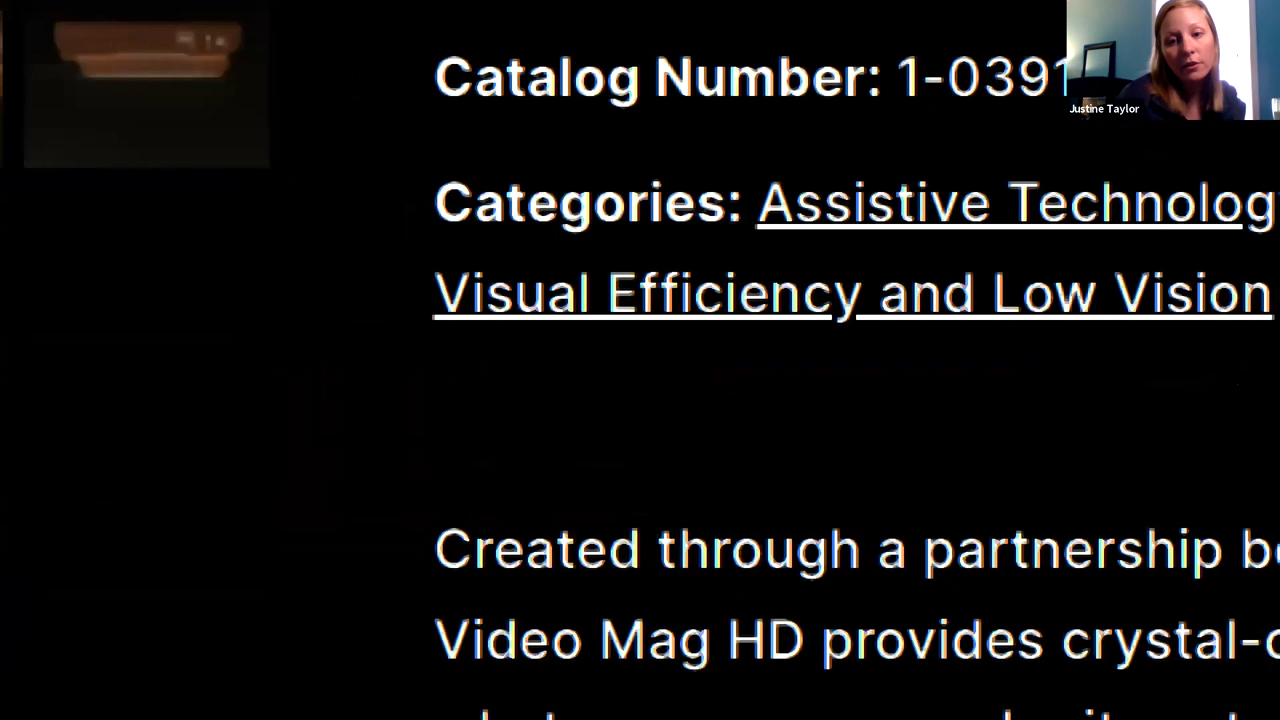 Catalog Number: 1-0391
Justine Taylor
Categories: Assistive Technolog
Visual Efficiency and Low Vision
Created through a partnership
Video Mag HD provides crystal-